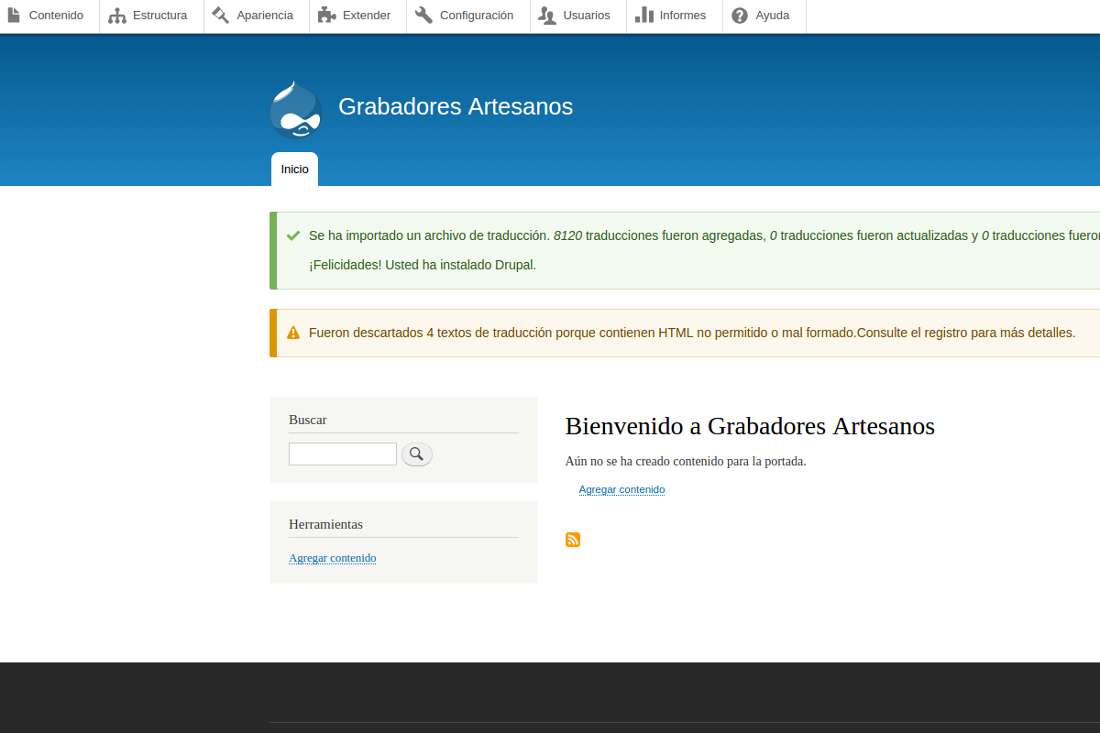 Contenido Estructura Apariencia Extender Configuración Usuarios Informes Ayuda
Grabadores Artesanos
Inicio
Se ha importado un archivo de traducción. 8120 traducciones fueron agregadas, 0 traducciones fueron actualizadas y 0 traducciones
¡Felicidades! Usted ha instalado Drupal.
Fueron descartados 4 textos de traducción porque contienen HTML no permitido o mal formado.Consulte el registro para más detalles.
Buscar
Bienvenido a Grabadores Artesanos
Aún no se ha creado contenido para la portada.
Agregar contenido
Herramientas
Agregar contenido